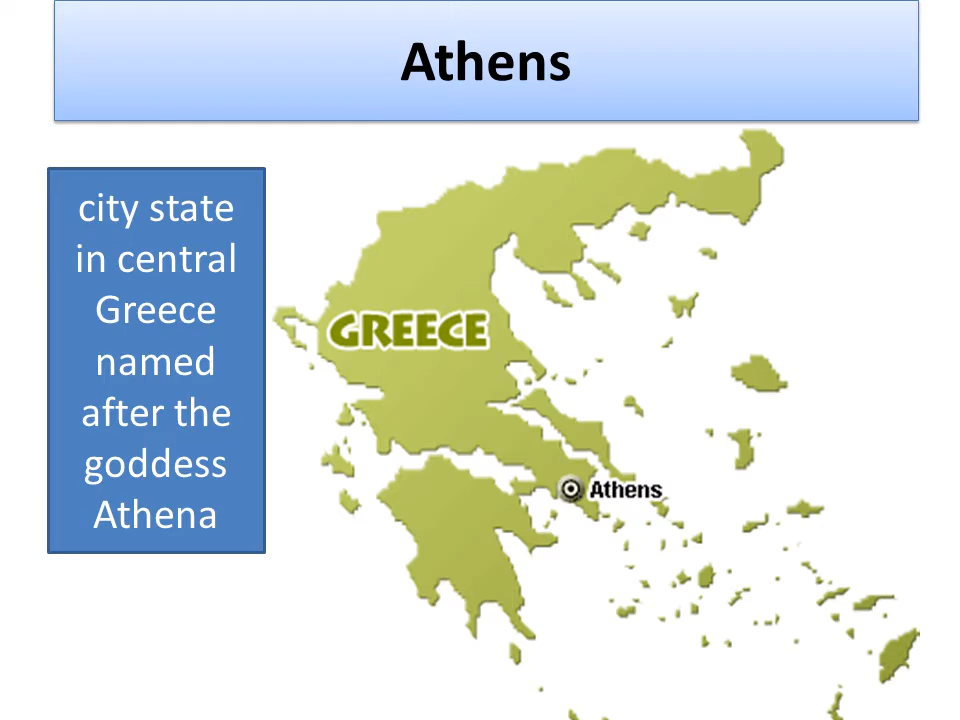 Athens
city state
in central
Greece
named
after the
goddess
Athena
GREECE
Athens